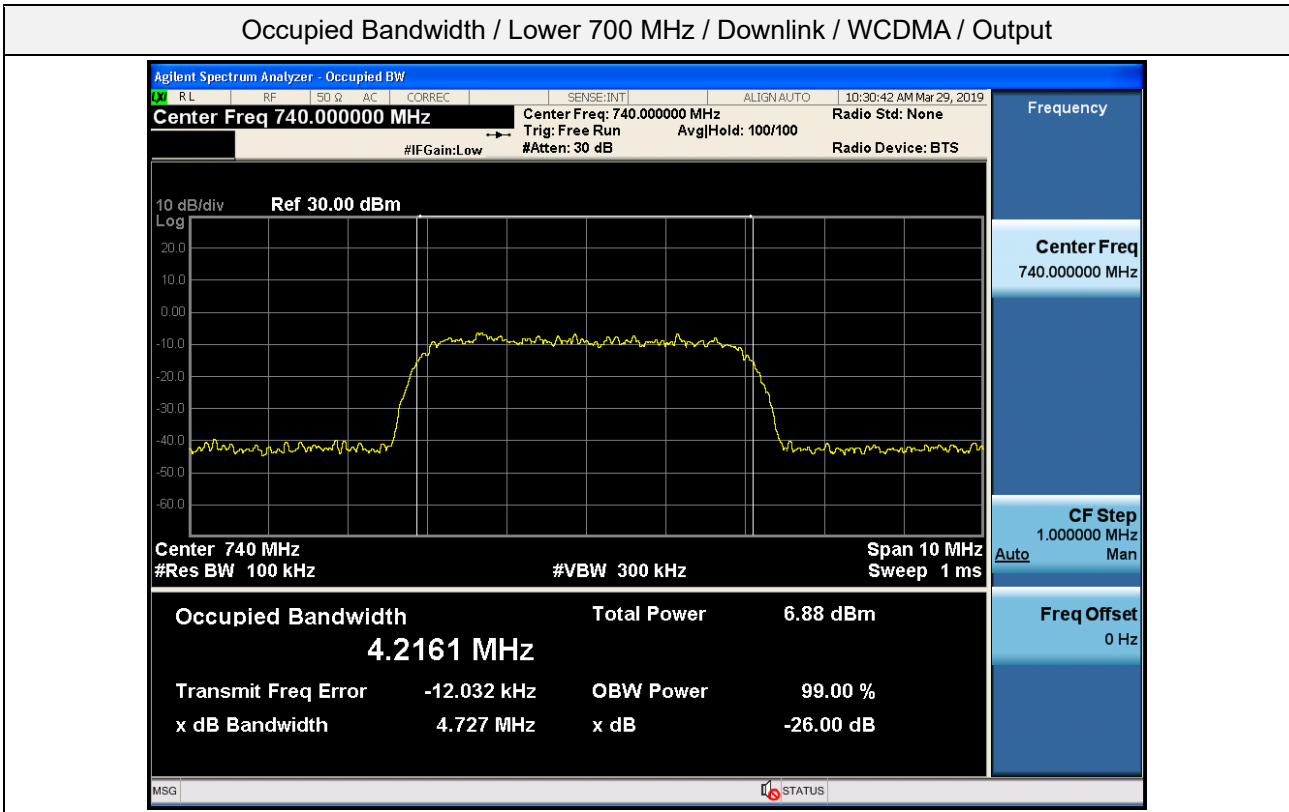 Occupied Bandwidth / Lower 700 MHz / Downlink / WCDMA / Output
Agilent Spectrum Analyzer - Occupied BW
LXI RL RF 50 Ω AC CORREC SENSE:INT ALIGN AUTO 10:30:42 AM Mar 29, 2019
Center Freq 740.000000 MHz
Center Freq: 740.000000 MHz
Radio Std: None
Trig: Free Run Avg|Hold: 100/100
#IFGain:Low
#Atten: 30 dB
Radio Device: BTS
10 dB/div Ref 30.00 dBm
Log
20.0
10.0
0.00
-10.0
-20.0
-30.0
-40.0
-50.0
-60.0
Center 740 MHz Span 10 MHz
#Res BW 100 kHz #VBW 300 kHz Sweep 1 ms
Occupied Bandwidth Total Power 6.88 dBm
4.2161 MHz
Transmit Freq Error -12.032 kHz OBW Power 99.00 %
x dB Bandwidth 4.727 MHz x dB -26.00 dB
MSG STATUS
Frequency
Center Freq
740.000000 MHz
CF Step
1.000000 MHz
Auto Man
Freq Offset
0 Hz